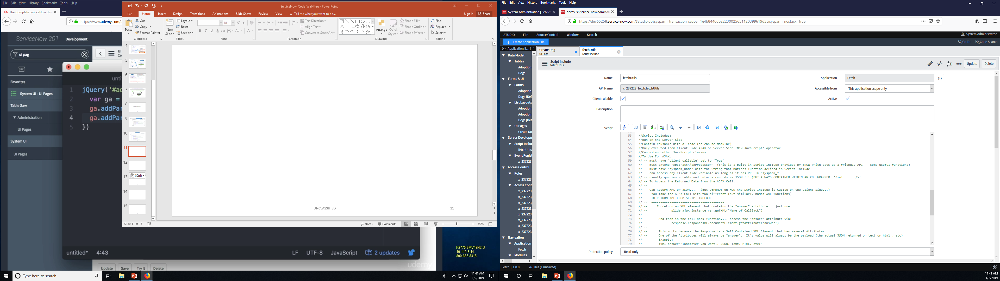 File Edit View History Bookmarks Tools Help
The Complete ServiceNow De
https://www.udemy.com/s
ServiceNow 201 Development
ui pag
UI
Favorites
System UI - UI Pages
Table Saw
Administration
UI Pages
System UI
UI Pages
1 jQuery('#ad
2 var ga =
3 ga.addPar
4 ga.addPar
5 })
untitled* 4:43 LF UTF-8 JavaScript 2 updates
udemy
Update Save Try It Delete
ServiceNow_Code_Walkthru - PowerPoint
File Home Insert Design Transitions Animations Slide Show Review View Tell me what you want to do... Sign in Share
Paste
Cut
Copy
Format Painter
Clipboard
New Slide
Layout
Reset
Section
Slides
18
Font
Text Direction
Align Text
Convert to SmartArt
Paragraph
Arrange
Quick Styles
Shape Fill
Shape Outline
Shape Effects
Drawing
Find
Replace
Select
Editing
4
5
6
7
8
9
10
11
12
13 (Ctrl)
14
15
UNCLASSIFIED 11
Slide 11 of 15 Notes Comments 92%
F2770-8MV19N2-D
10.110.8.44
800-663-8315
Type here to search
11:41 AM
1/2/2019
File Edit View History Bookmarks Tools Help
System Administration | Service
dev65258.service-now.com/$st
https://dev65258.service-now.com/$studio.do?sysparm_transaction_scope=1e4b8440db22230025651120399619d3&sysparm_nostack=true
STUDIO File Source Control Window Search System Administrator
Create Application File Go To Code Search
Application E... [—]
Create Dog
UI Page
fetchUtils
Script Include
Data Model
Tables
Adoption
Dogs
Forms & UI
Forms
Adoption
Dogs [Def
List Layouts
Adoption
Adoption
Dogs [Def
UI Pages
Create Do
Server Developm
Script Inclu
fetchUtils
Event Regist
x_237223
Access Control
Roles
x_237223
Access Cont
x_237223
x_237223
x_237223
x_237223
x_237223
x_237223
x_237223
x_237223
Navigation
Application
Fetch
Modules
Script Include
fetchUtils
Update Delete
Name fetchUtils
Application Fetch
API Name x_237223_fetch.fetchUtils
Accessible from This application scope only
Client callable
Active
Description
Script
53 //Script Includes:
54 //Run on the Server-Side
55 //Contain reusable bits of code (so can be modular)
56 //Only executed from Client-Side-AJAX or Server-Side-'New JavaScript' operator
57 //Can extend other JavaScript classes
58 //To Use For AJAX:
59 // -- must have 'client callable' set to 'True'
60 // -- must extend "AbstractAjaxProcessor" (this is a built-in Script-Include provided by SNOW which acts as a friendly API -- some useful functions)
61 // -- must have "sysparm_name" with the String that matches function defined in Script Include
62 // -- can access any client-side variable as long as it has PREFIX "sysparm_"
63 // -- usually queries a table and returns records as JSON !!! (BUT ALWAYS CONTAINED WITHIN AN XML WRAPPER '<xml ..... />'
64 // -- To Access the Returned Data from the AJAX Call...
65 // --
66 // -- Can Return XML or JSON.... (But DEPENDS on HOW the Script Include is Called on the Client-Side...)
67 // -- You make the AJAX Call with two different (but similarly named XML functions)
68 // -- TO RETURN XML FROM SCRIPT-INCLUDE
69 // -- ========================================
70 // -- To return an XML element that contains the "answer" attribute... just use
71 // -- glide_ajax_instance_var.getXML("Name of CallBack")
72 // --
73 // -- And then in the call-back function.... access the 'answer' attribute via:
74 // -- response.responseXML.documentElement.getAttribute('answer')
75 // --
76 // -- This works because the Response is a Self Contained XML Element that has several Attributes...
77 // -- One of the Attributes will always be "answer". It's value will always be the payload (the actual JSON returned or text or html , etc)
78 // -- Example:
79 // -- <xml answer="<whatever you want.. JSON, Text, HTML, etc>"
Protection policy Read-only
Fetch | 1.0.0 26 Files (1 unsaved)
11:41 AM
1/2/2019